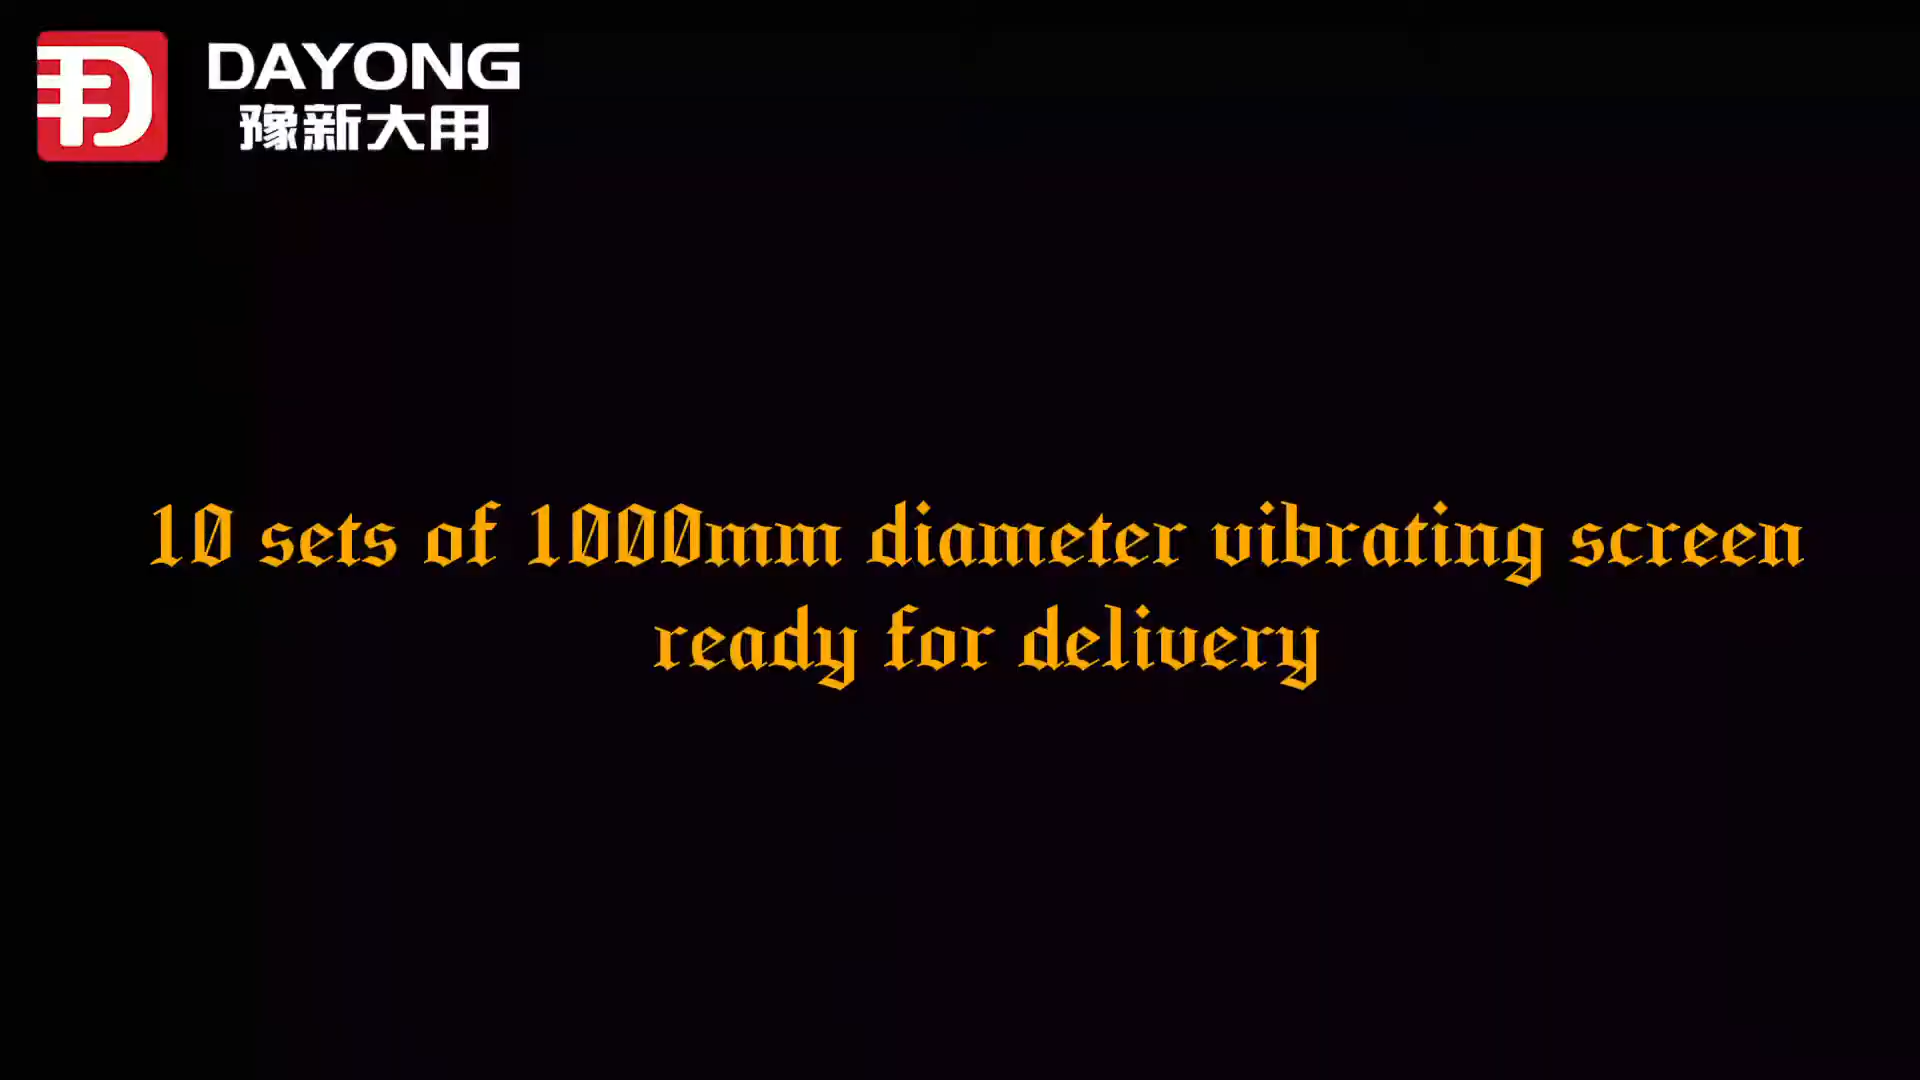 DAYONG
豫新大用
10 sets of 1000mm diameter vibrating screen
ready for delivery